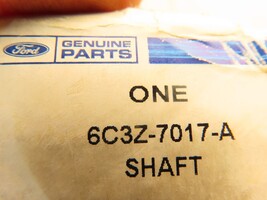 Ford
GENUINE
PARTS
ONE
6C3Z-7017-A
SHAFT